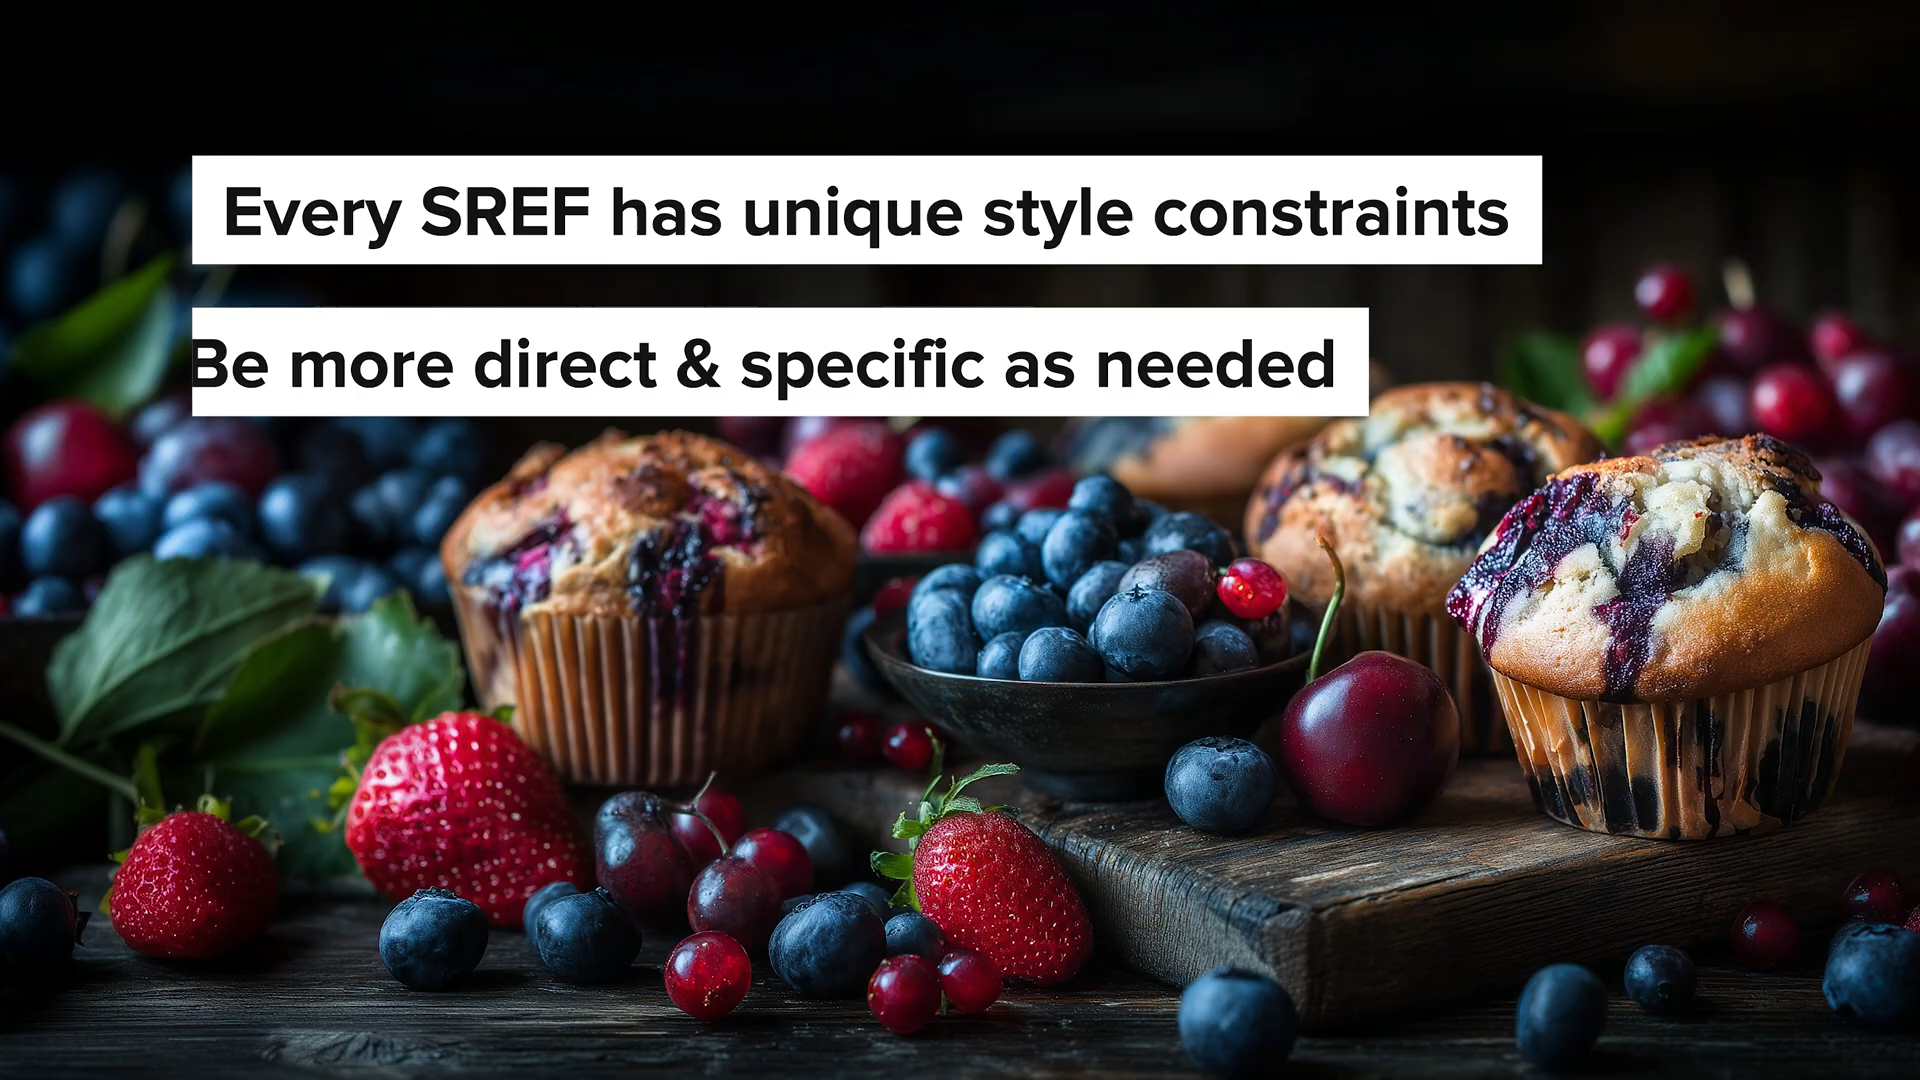 Every SREF has unique style constraints
Be more direct & specific as needed